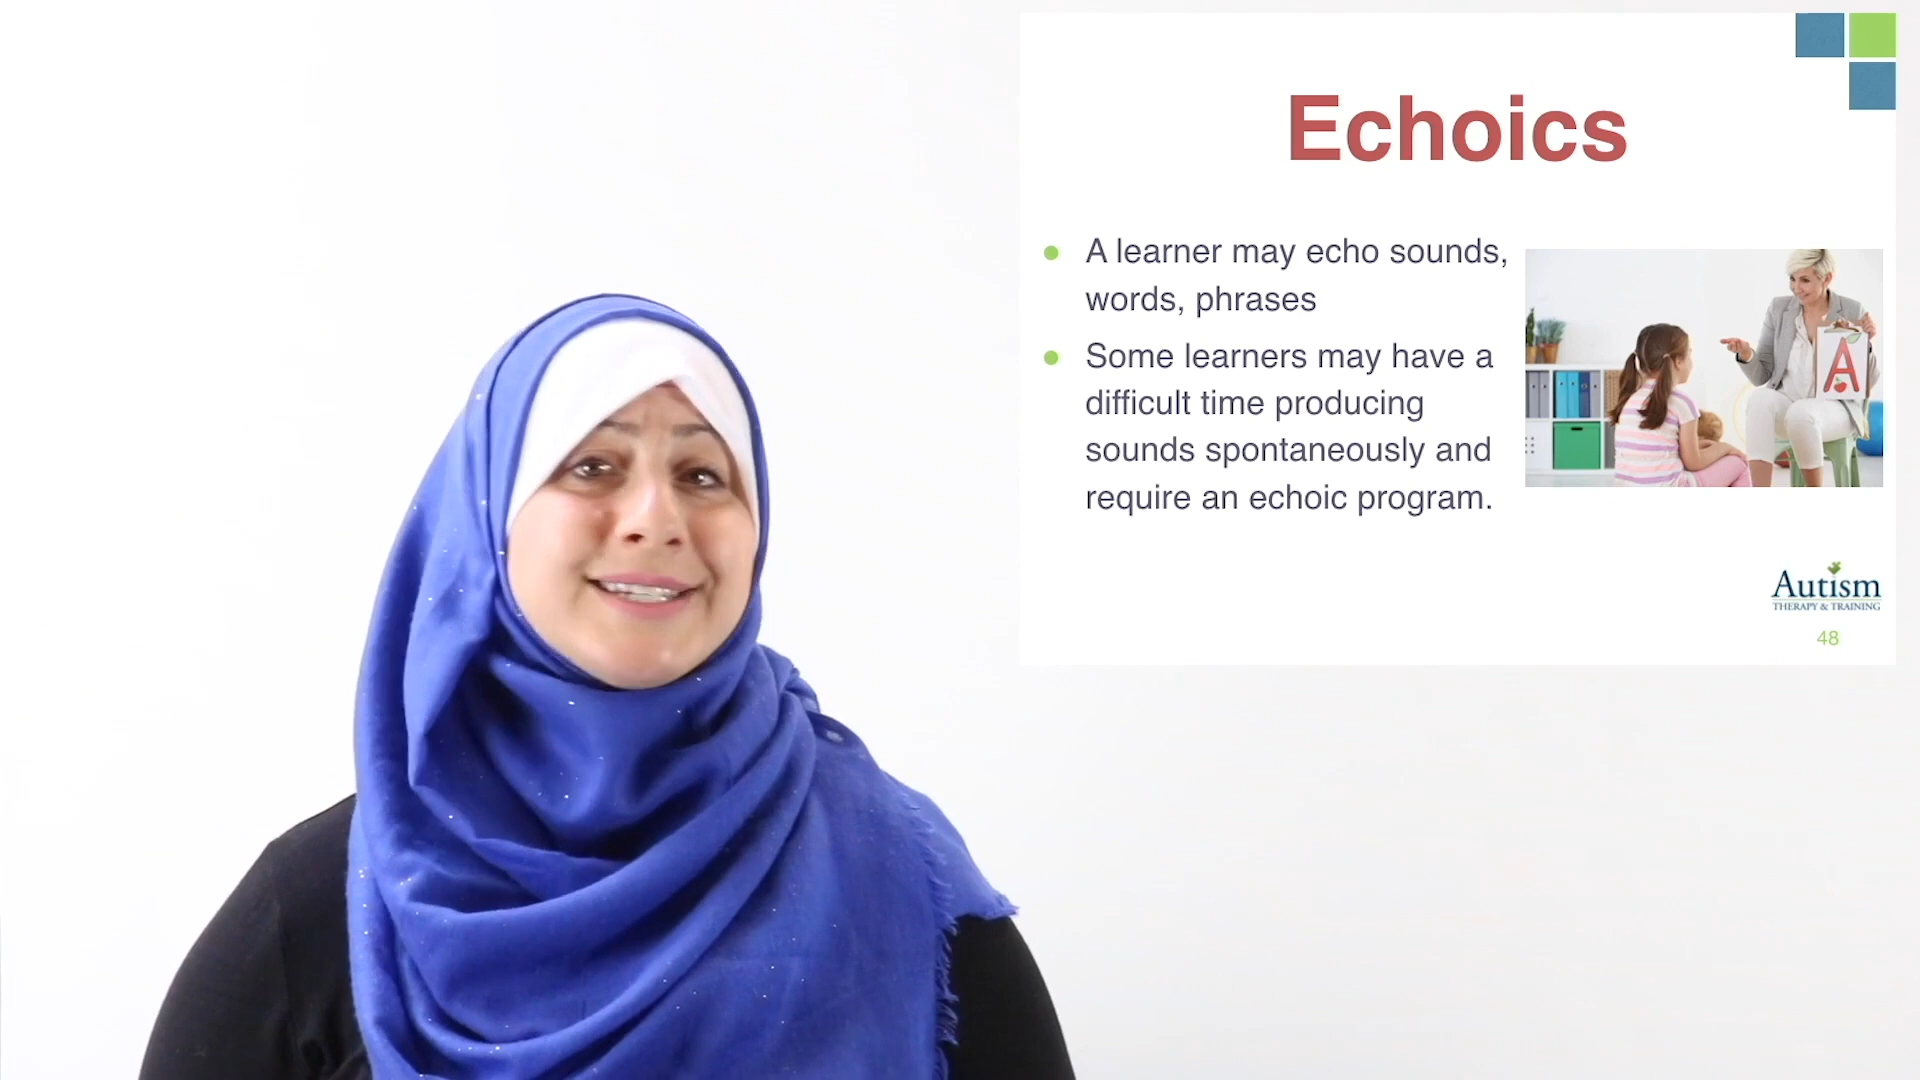 Echoics
A learner may echo sounds,
words, phrases
Some learners may have a
difficult time producing
sounds spontaneously and
require an echoic program.
A
Autism
THERAPY & TRAINING
48